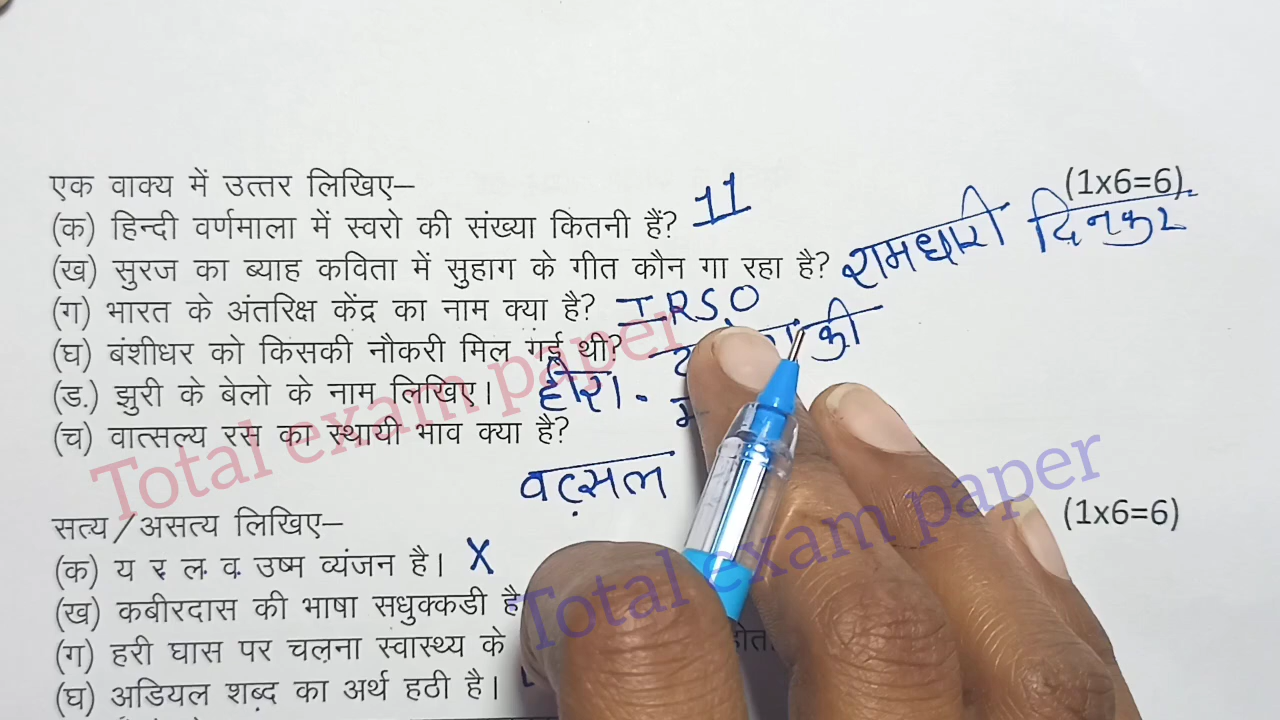 एक वाक्य में उत्तर लिखिए–
(1x6=6)
(क) हिन्दी वर्णमाला में स्वरो की संख्या कितनी हैं? 11
(ख) सुरज का ब्याह कविता में सुहाग के गीत कौन गा रहा है? रामधारी दिनकर
(ग) भारत के अंतरिक्ष केंद्र का नाम क्या है? IRSO
(घ) बंशीधर को किसकी नौकरी मिल गई थी? की
(ड.) झुरी के बेलो के नाम लिखिए। हीरा.
(च) वात्सल्य रस का स्थायी भाव क्या है?
वत्सल
सत्य/असत्य लिखिए–
(1x6=6)
(क) य र ल व उष्म व्यंजन है। X
(ख) कबीरदास की भाषा सधुक्कडी है
(ग) हरी घास पर चलना स्वास्थ्य के
(घ) अडियल शब्द का अर्थ हठी है।
Total exam paper
Total exam paper